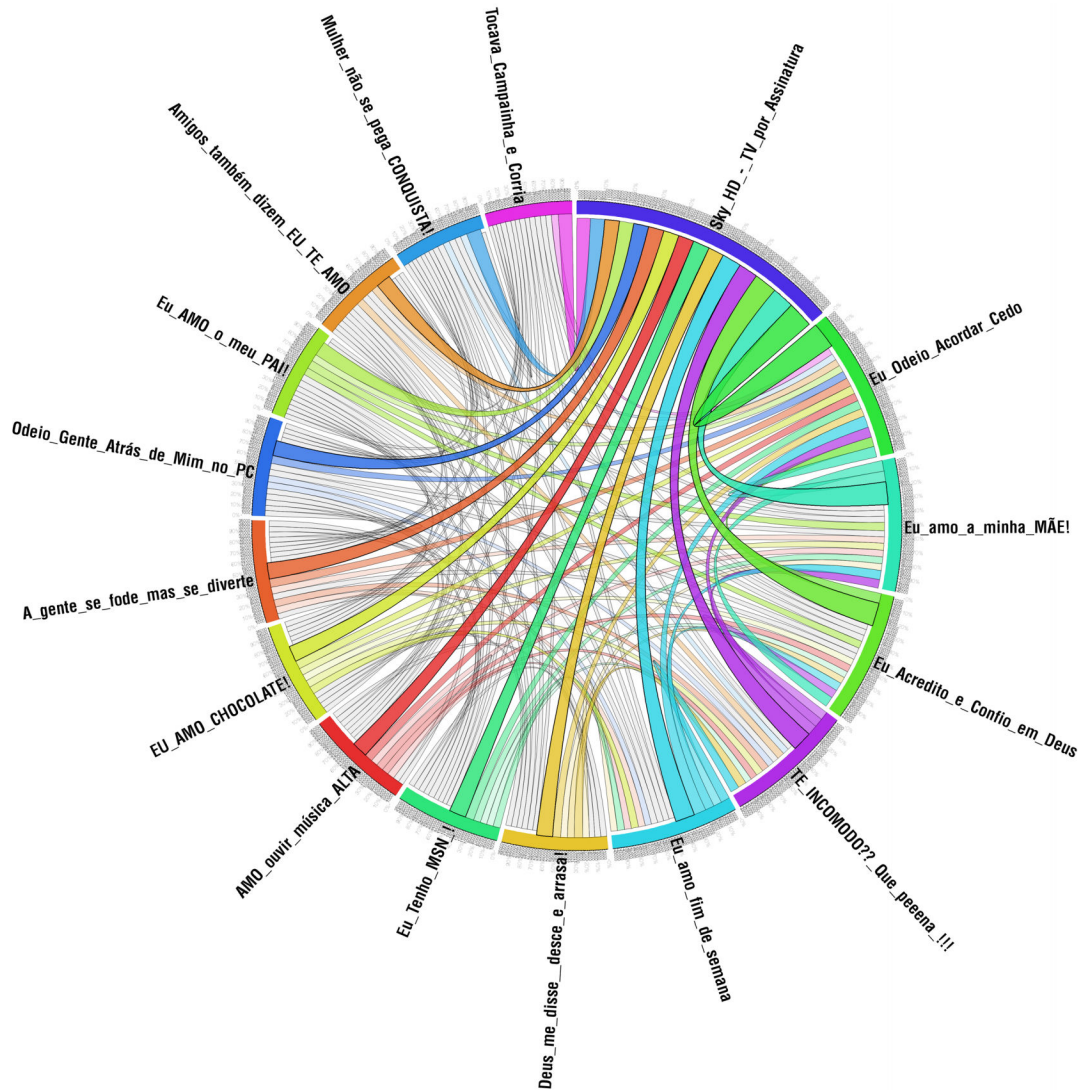 Tocava_Campainha_e_Corria
Sky_HD_-_TV_por_Assinatura
Eu_Odeio_Acordar_Cedo
Eu_amo_a_minha_MÃE!
Eu_Acredito_e_Confio_em_Deus
TE_INCOMODO??_Que_peeena_!!!
Eu_amo_fim_de_semana
Deus_me_disse__desce_e_arrasa!
Eu_Tenho_MSN_!
AMO_ouvir_música_ALTA
EU_AMO_CHOCOLATE!
A_gente_se_fode_mas_se_diverte
Odeio_Gente_Atrás_de_Mim_no_PC
Eu_AMO_o_meu_PAI!
Amigos_também_dizem_EU_TE_AMO
Mulher_não_se_pega_CONQUISTA!